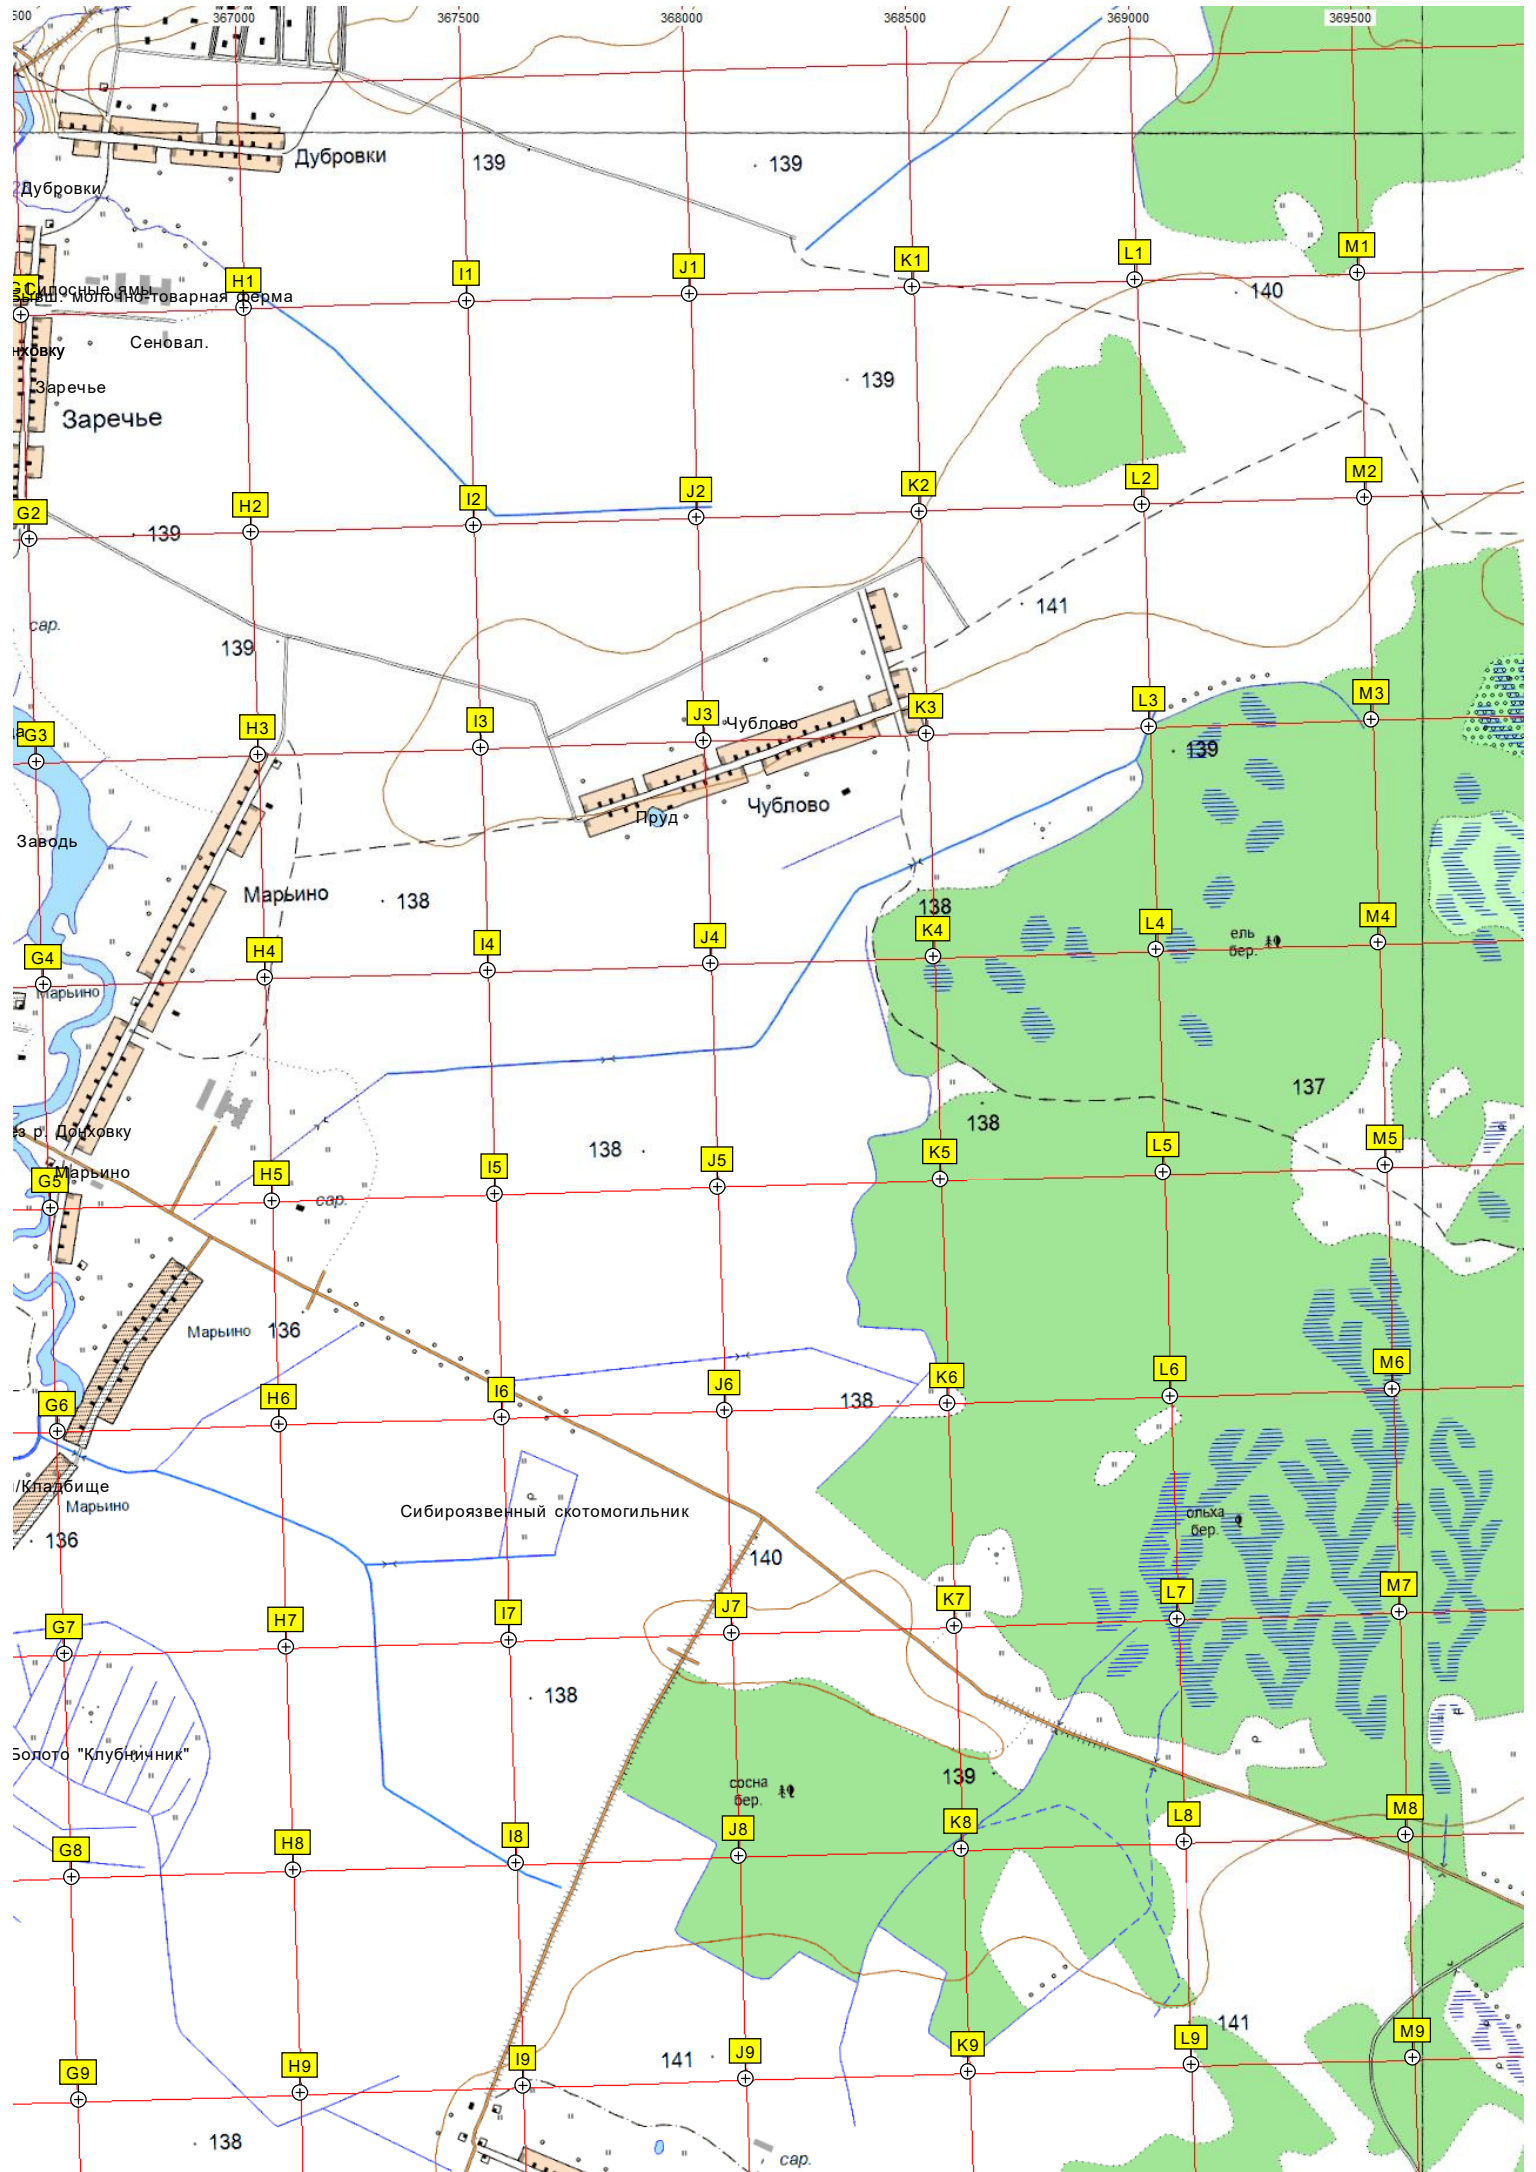 500 367000 367500 368000 368500 369000 369500
Дубровки
139
139
Дубровки
H1 I1 J1 K1 L1 M1
Силосные ямы
Бывш. молочно-товарная ферма
140
Сеновал.
нховку
139
Заречье
Заречье
G2 H2 I2 J2 K2 L2 M2
139
141
сар.
139
G3 H3 I3 J3 K3 L3 M3
Чублово
139
Чублово
Пруд
Заводь
Марьино
138
138
G4 H4 I4 J4 K4 L4 M4
ель
бер.
Марьино
137
138
ез р. Донховку
138
Марьино
G5 H5 I5 J5 K5 L5 M5
сар.
Марьино
136
G6 H6 I6 J6 K6 L6 M6
138
/Кладбище
Марьино
Сибироязвенный скотомогильник
ольха
бер.
136
140
G7 H7 I7 J7 K7 L7 M7
138
Болото "Клубничник"
139
сосна
бер.
G8 H8 I8 J8 K8 L8 M8
141
G9 H9 I9 J9 K9 L9 M9
141
138
сар.